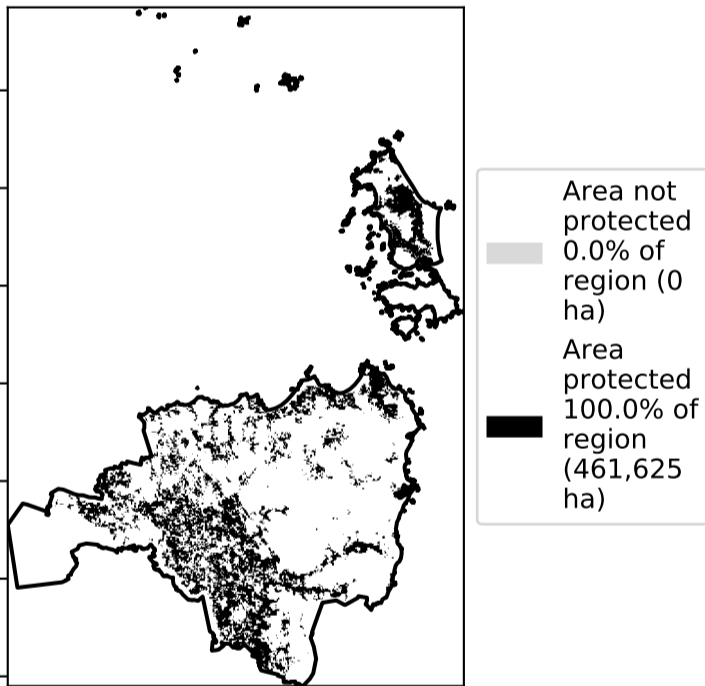 Area not
protected
0.0% of
region (0
ha)
Area
protected
100.0% of
region
(461,625
ha)